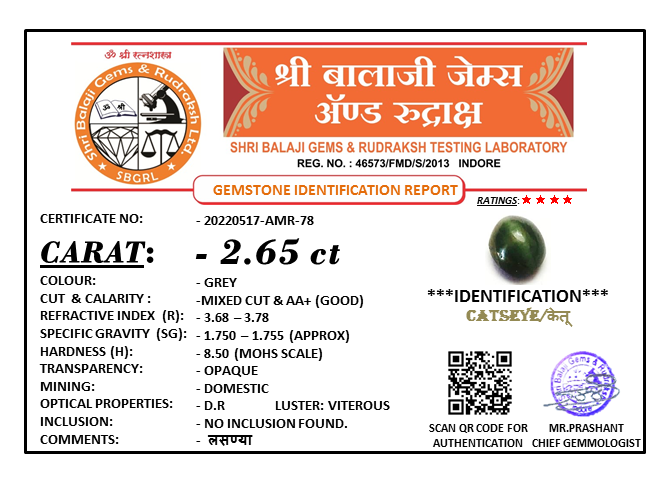 ॐ श्री रत्नशास्त्र
Shri Balaji Gems & Rudraksh Ltd.
SBGRL
श्री बालाजी जेम्स
ॲण्ड रुद्राक्ष
SHRI BALAJI GEMS & RUDRAKSH TESTING LABORATORY
REG. NO. : 46573/FMD/S/2013 INDORE
GEMSTONE IDENTIFICATION REPORT
RATINGS: ★ ★ ★ ★
CERTIFICATE NO: - 20220517-AMR-78
CARAT: - 2.65 ct
COLOUR: - GREY
CUT & CALARITY : -MIXED CUT & AA+ (GOOD)
REFRACTIVE INDEX (R): - 3.68 – 3.78
SPECIFIC GRAVITY (SG): - 1.750 – 1.755 (APPROX)
HARDNESS (H): - 8.50 (MOHS SCALE)
TRANSPARENCY: - OPAQUE
MINING: - DOMESTIC
OPTICAL PROPERTIES: - D.R LUSTER: VITEROUS
INCLUSION: - NO INCLUSION FOUND.
COMMENTS: - लसण्या
***IDENTIFICATION***
CATSEYE/केतू
SCAN QR CODE FOR
AUTHENTICATION
MR.PRASHANT
CHIEF GEMMOLOGIST